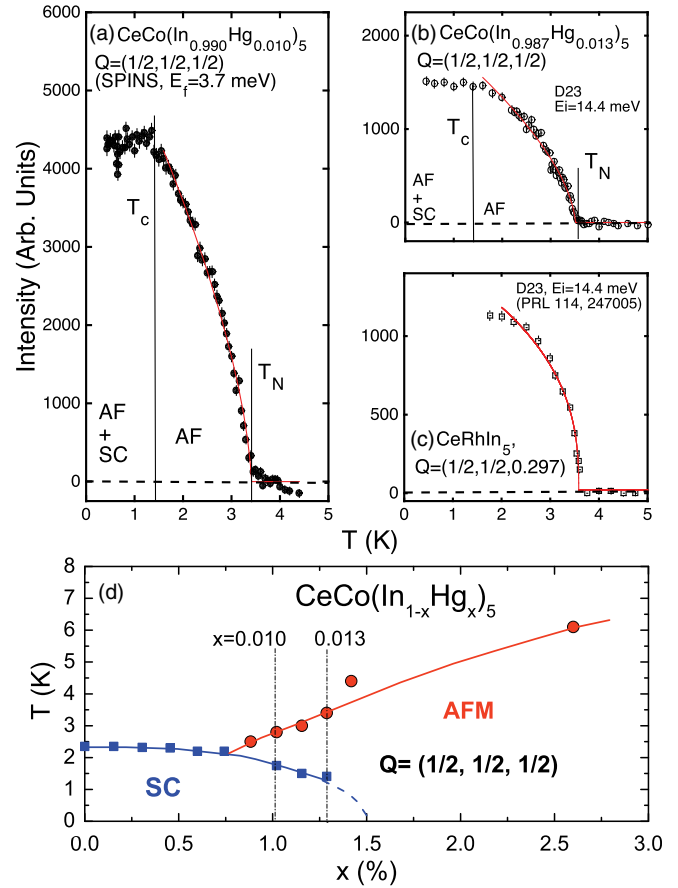 (a) CeCo(In0.990Hg0.010)5
Q=(1/2,1/2,1/2)
(SPINS, Ef=3.7 meV)
Intensity (Arb. Units)
6000
4000
2000
0
Tc
TN
AF
+
SC
AF
0 1 2 3 4 5
(b) CeCo(In0.987Hg0.013)5
Q=(1/2,1/2,1/2)
D23
Ei=14.4 meV
2000
1000
0
Tc
TN
AF
+
SC
AF
D23, Ei=14.4 meV
(PRL 114, 247005)
1000
500
0
(c) CeRhIn5,
Q=(1/2,1/2,0.297)
0 1 2 3 4 5
T (K)
(d)
CeCo(In1-xHgx)5
x=0.010 0.013
T (K)
8
7
6
5
4
3
2
1
0
AFM
Q= (1/2, 1/2, 1/2)
SC
0.0 0.5 1.0 1.5 2.0 2.5 3.0
x (%)